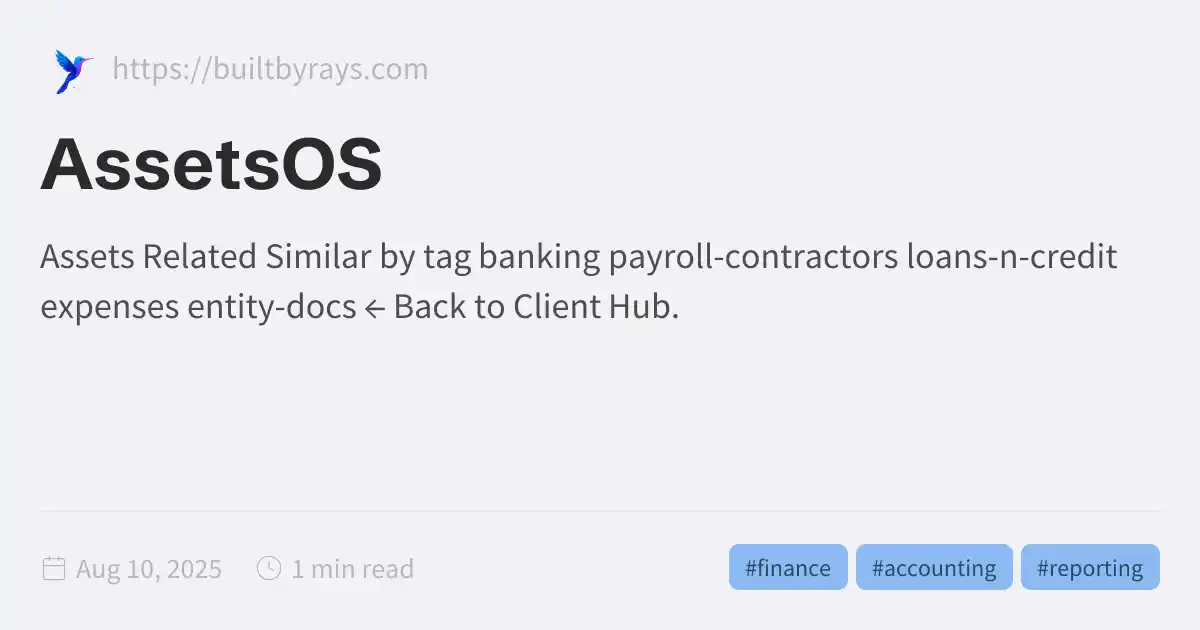 https://builtbyrays.com
AssetsOS
Assets Related Similar by tag banking payroll-contractors loans-n-credit
expenses entity-docs ← Back to Client Hub.
Aug 10, 2025 1 min read #finance #accounting #reporting